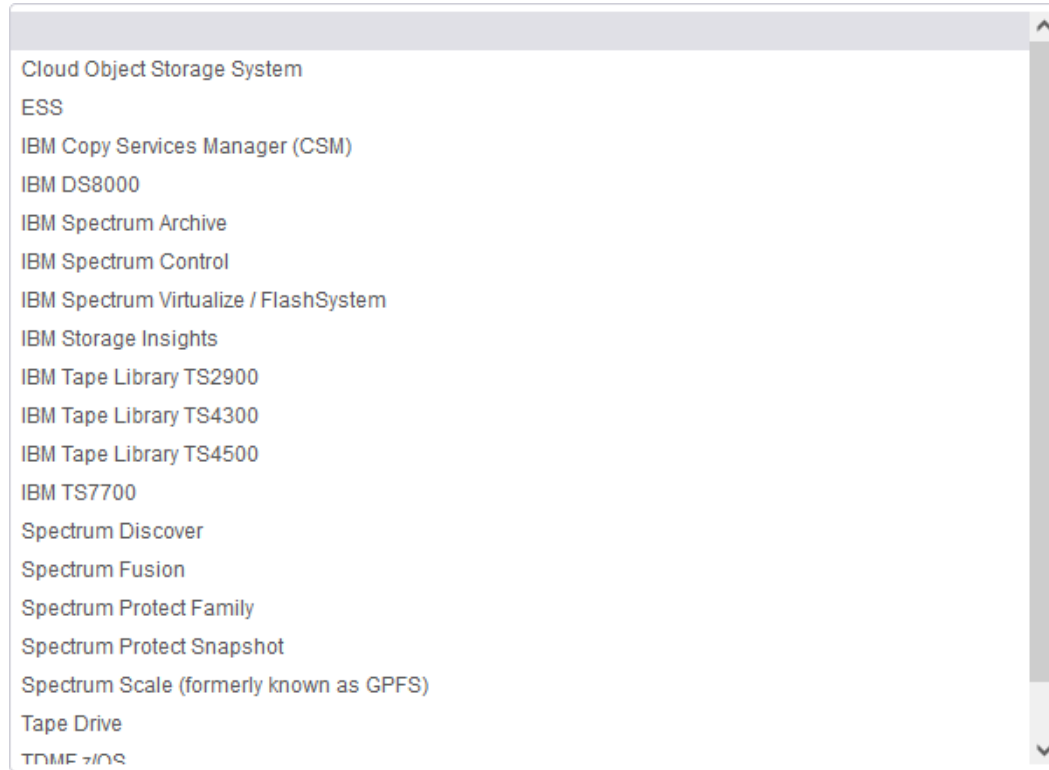 Cloud Object Storage System
ESS
IBM Copy Services Manager (CSM)
IBM DS8000
IBM Spectrum Archive
IBM Spectrum Control
IBM Spectrum Virtualize / FlashSystem
IBM Storage Insights
IBM Tape Library TS2900
IBM Tape Library TS4300
IBM Tape Library TS4500
IBM TS7700
Spectrum Discover
Spectrum Fusion
Spectrum Protect Family
Spectrum Protect Snapshot
Spectrum Scale (formerly known as GPFS)
Tape Drive
TDMF z/OS